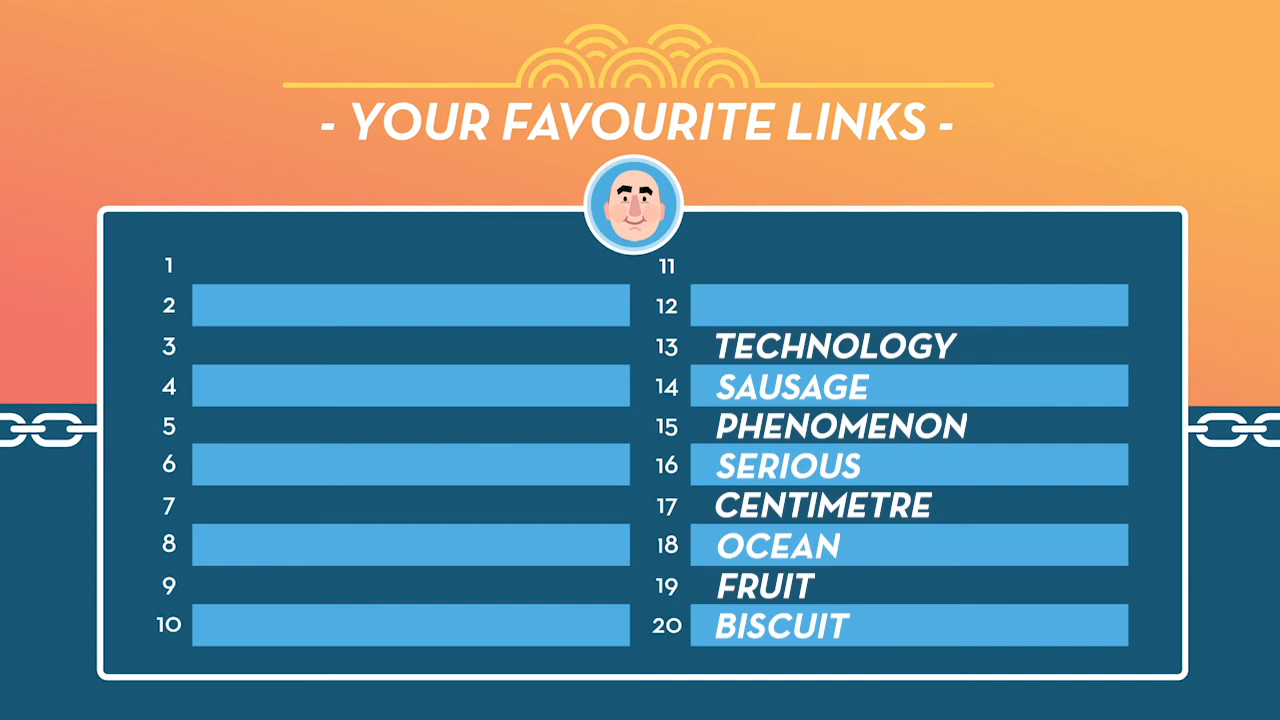 - YOUR FAVOURITE LINKS -
1
2
3
4
5
6
7
8
9
10
11
12
13 TECHNOLOGY
14 SAUSAGE
15 PHENOMENON
16 SERIOUS
17 CENTIMETRE
18 OCEAN
19 FRUIT
20 BISCUIT